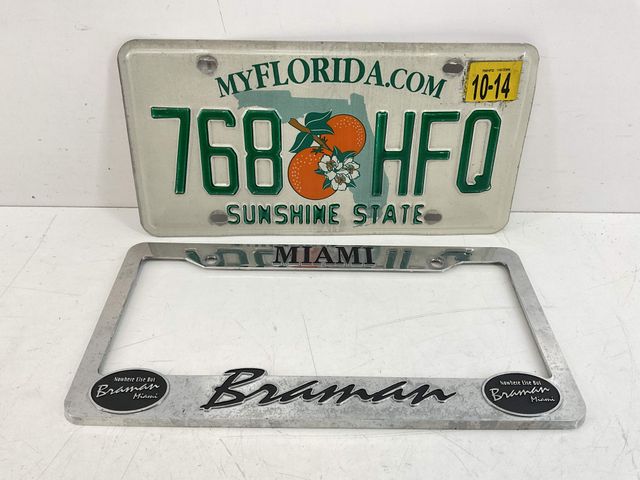 MYFLORIDA.COM
10-14
768 HFQ
SUNSHINE STATE
MIAMI
Braman
Nowhere Else But
Braman
Miami
Nowhere Else But
Braman
Miami